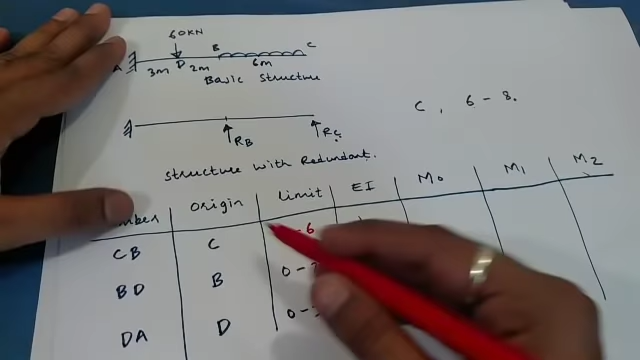 60KN
B C
A 3m D 2m 6m
Basic structure
C, 6-8.
RB RC
structure with Redundant.
Origin Limit EI M0 M1 M2
CB C -6
BD B 0-
DA D 0-